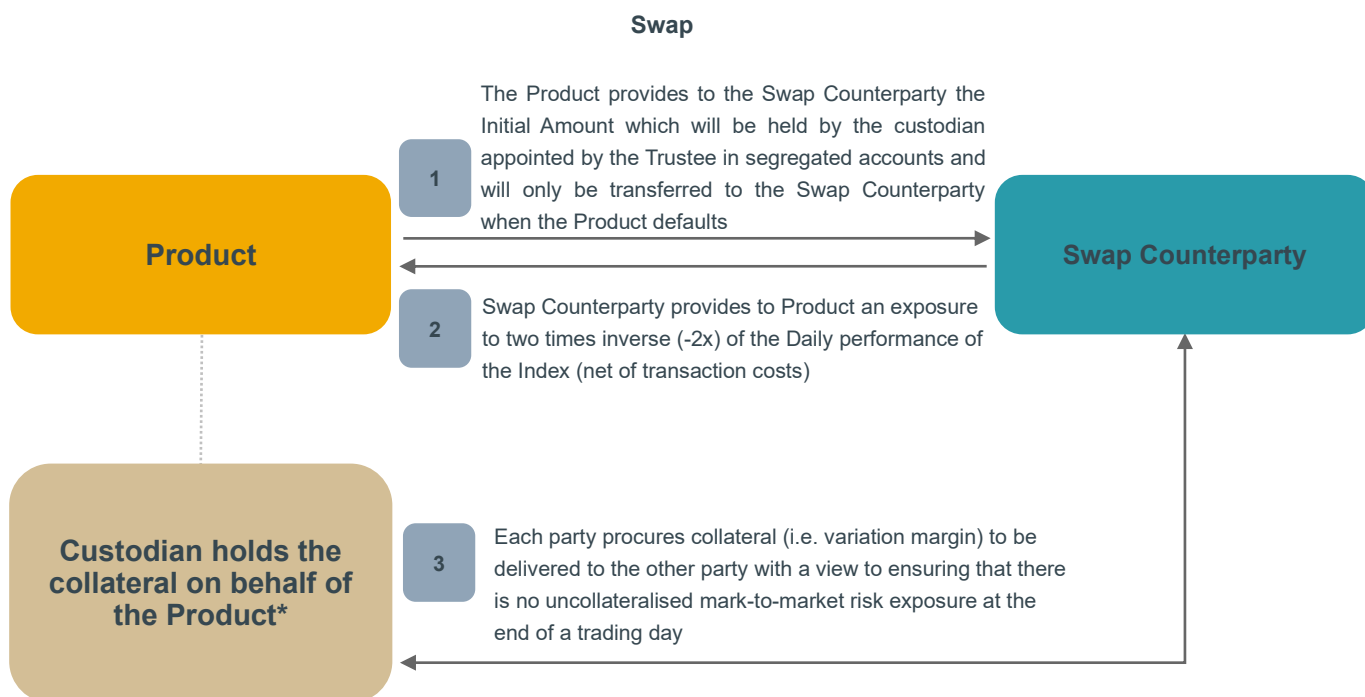 Swap
The Product provides to the Swap Counterparty the
Initial Amount which will be held by the custodian
appointed by the Trustee in segregated accounts and
will only be transferred to the Swap Counterparty
when the Product defaults
1
Product
Swap Counterparty
2
Swap Counterparty provides to Product an exposure
to two times inverse (-2x) of the Daily performance of
the Index (net of transaction costs)
Custodian holds the
collateral on behalf of
the Product*
3
Each party procures collateral (i.e. variation margin) to be
delivered to the other party with a view to ensuring that there
is no uncollateralised mark-to-market risk exposure at the
end of a trading day